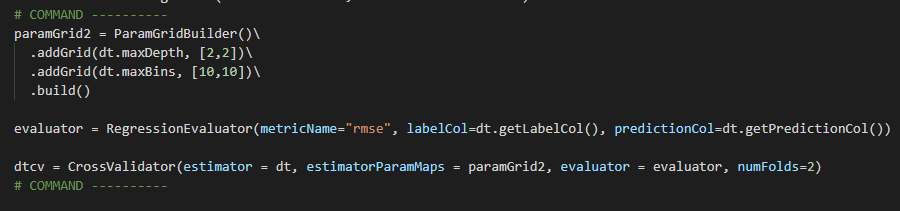 # COMMAND ----------
paramGrid2 = ParamGridBuilder()\
  .addGrid(dt.maxDepth, [2,2])\
  .addGrid(dt.maxBins, [10,10])\
  .build()

evaluator = RegressionEvaluator(metricName="rmse", labelCol=dt.getLabelCol(), predictionCol=dt.getPredictionCol())

dtcv = CrossValidator(estimator = dt, estimatorParamMaps = paramGrid2, evaluator = evaluator, numFolds=2)
# COMMAND ----------